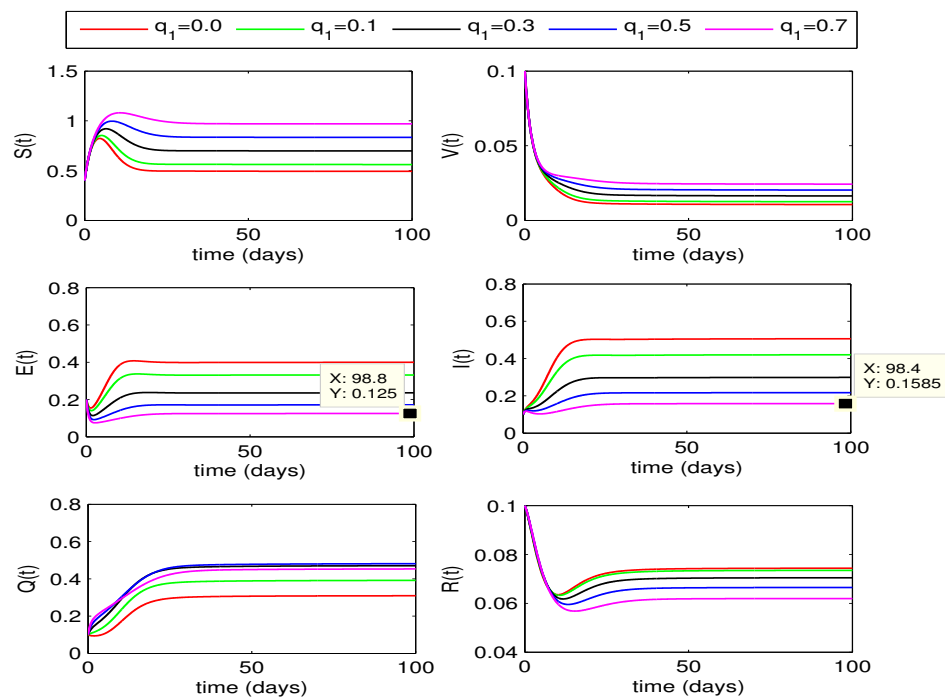 q1=0.0 q1=0.1 q1=0.3 q1=0.5 q1=0.7
1.5
1
0.5
0
S(t)
0 50 100
time (days)
0.1
0.05
0
V(t)
0 50 100
time (days)
0.8
0.6
0.4
0.2
0
E(t)
X: 98.8
Y: 0.125
0 50 100
time (days)
0.8
0.6
0.4
0.2
0
I(t)
X: 98.4
Y: 0.1585
0 50 100
time (days)
0.8
0.6
0.4
0.2
0
Q(t)
0 50 100
time (days)
0.1
0.08
0.06
0.04
R(t)
0 50 100
time (days)